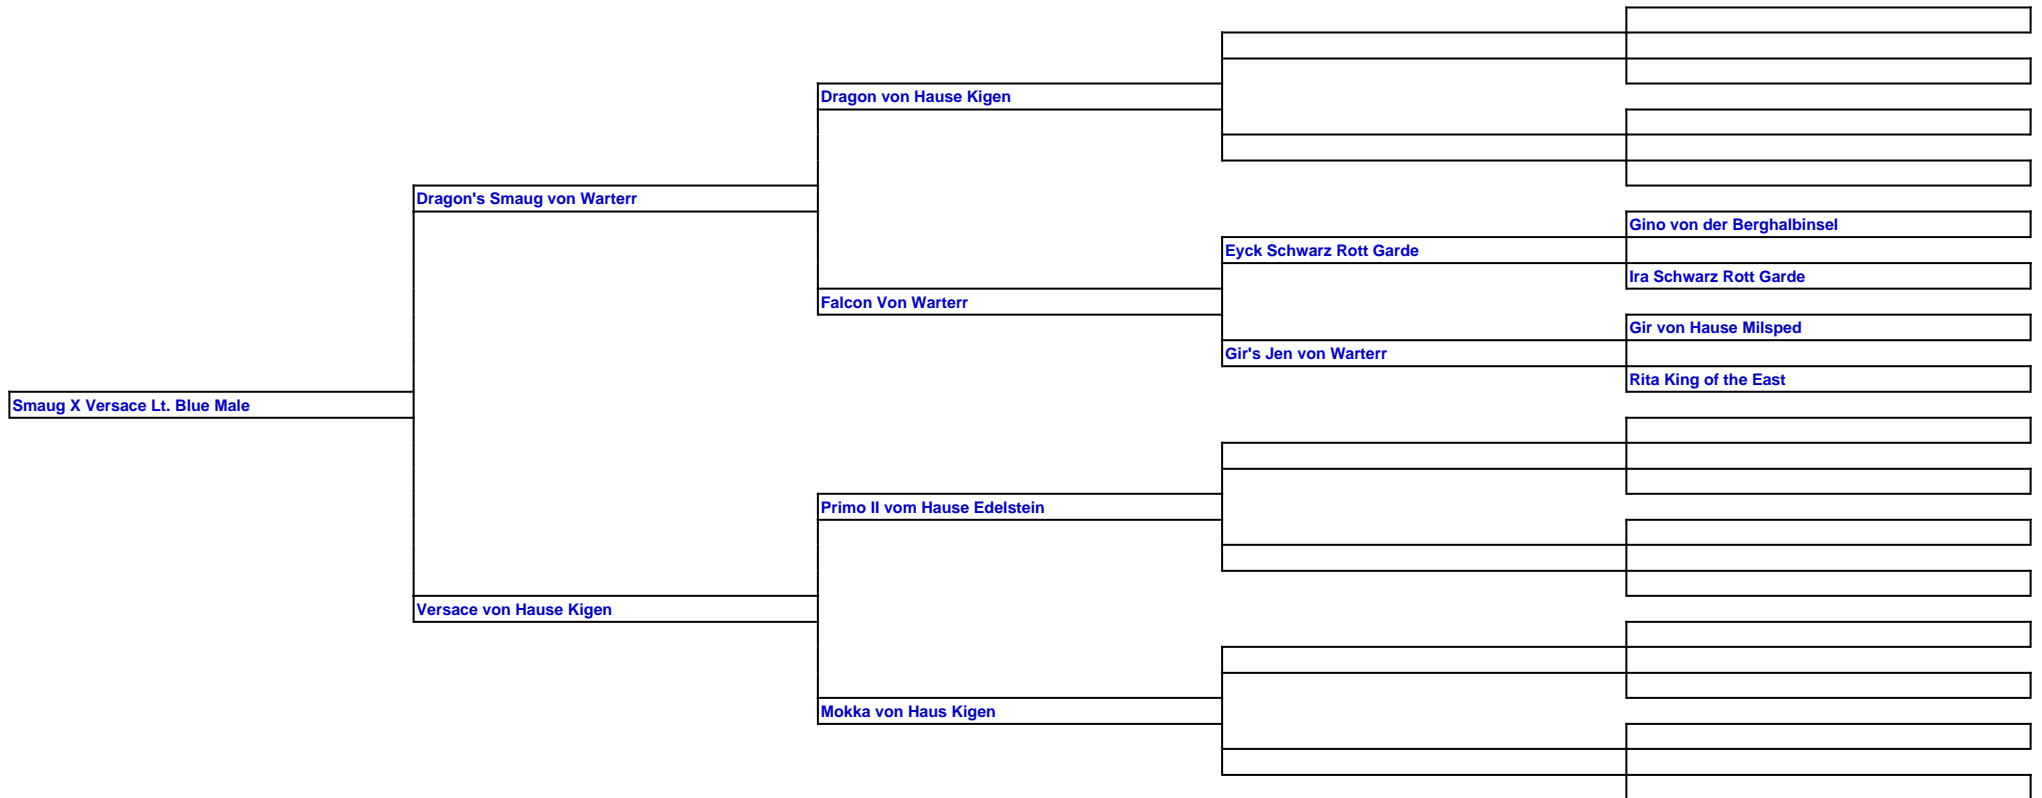 Dragon von Hause Kigen
Dragon's Smaug von Warterr
Gino von der Berghalbinsel
Eyck Schwarz Rott Garde
Ira Schwarz Rott Garde
Falcon Von Warterr
Gir von Hause Milsped
Gir's Jen von Warterr
Rita King of the East
Smaug X Versace Lt. Blue Male
Primo II vom Hause Edelstein
Versace von Hause Kigen
Mokka von Haus Kigen